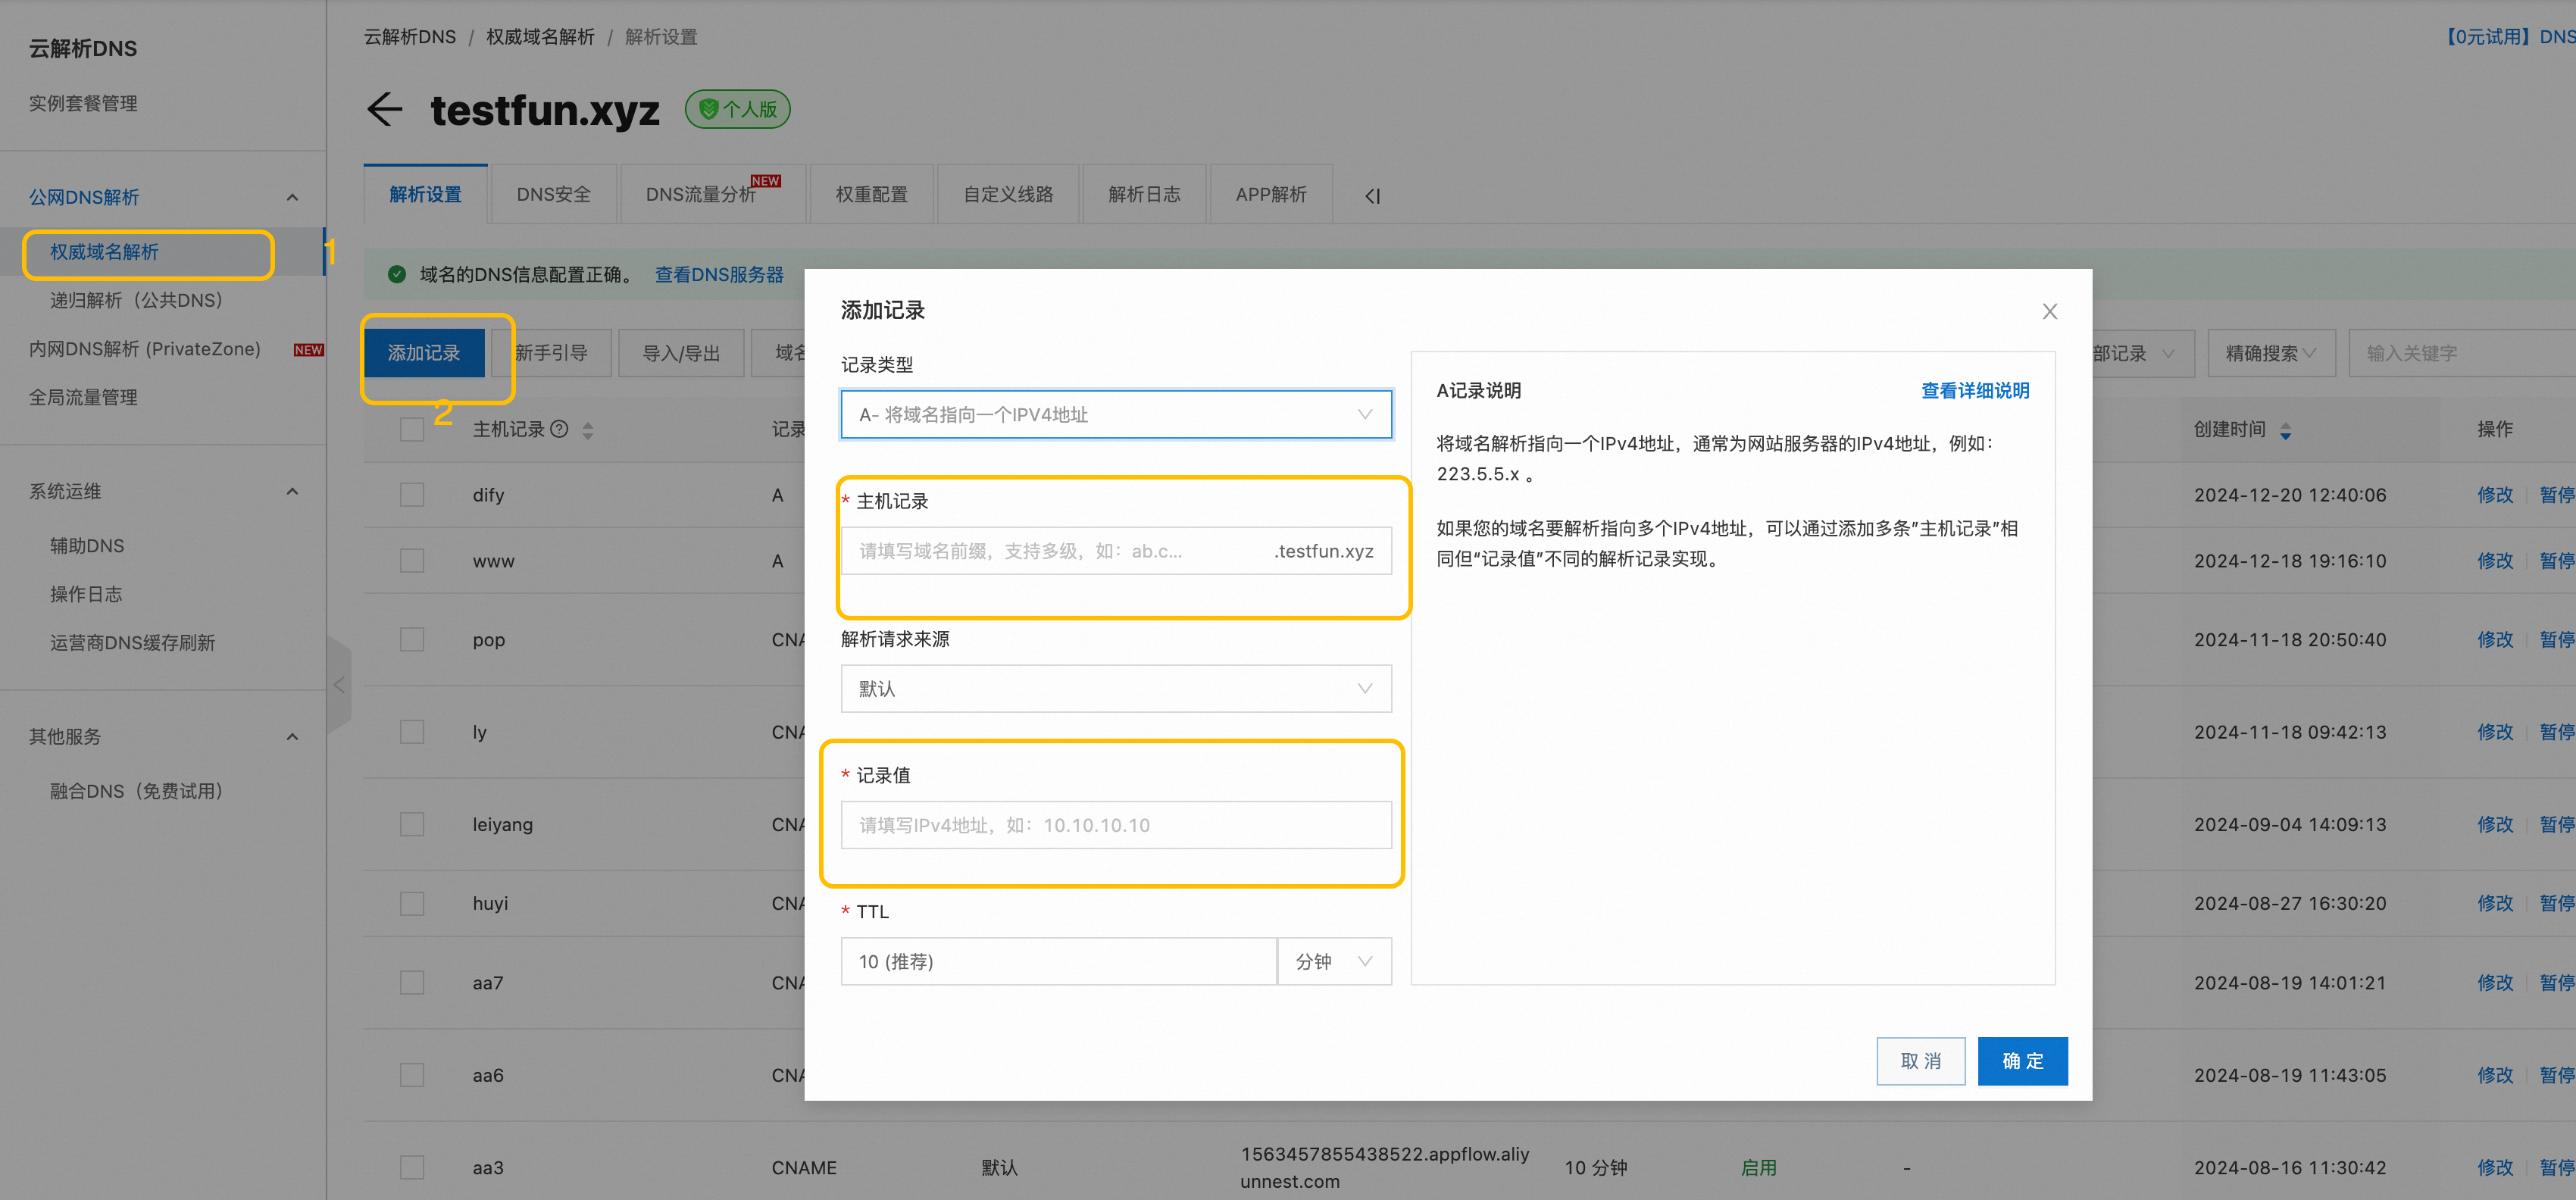 云解析DNS
实例套餐管理
公网DNS解析
权威域名解析
1
递归解析（公共DNS）
内网DNS解析 (PrivateZone) NEW
全局流量管理
系统运维
辅助DNS
操作日志
运营商DNS缓存刷新
其他服务
融合DNS（免费试用）
云解析DNS / 权威域名解析 / 解析设置
【0元试用】DNS
testfun.xyz 个人版
解析设置 DNS安全 DNS流量分析 NEW 权重配置 自定义线路 解析日志 APP解析
域名的DNS信息配置正确。 查看DNS服务器
添加记录 新手引导 导入/导出 域名 部记录 精确搜索 输入关键字
2
主机记录 记录 创建时间 操作
dify A 2024-12-20 12:40:06 修改 暂停
www A 2024-12-18 19:16:10 修改 暂停
pop CNA 2024-11-18 20:50:40 修改 暂停
ly CNA 2024-11-18 09:42:13 修改 暂停
leiyang CNA 2024-09-04 14:09:13 修改 暂停
huyi CNA 2024-08-27 16:30:20 修改 暂停
aa7 CNA 2024-08-19 14:01:21 修改 暂停
aa6 CNA 2024-08-19 11:43:05 修改 暂停
aa3 CNAME 默认 1563457855438522.appflow.aliy
unnest.com 10 分钟 启用 - 2024-08-16 11:30:42 修改 暂停
添加记录
记录类型
A- 将域名指向一个IPV4地址
* 主机记录
请填写域名前缀，支持多级，如：ab.c... .testfun.xyz
解析请求来源
默认
* 记录值
请填写IPv4地址，如：10.10.10.10
* TTL
10 (推荐) 分钟
A记录说明 查看详细说明
将域名解析指向一个IPv4地址，通常为网站服务器的IPv4地址，例如：
223.5.5.x 。
如果您的域名要解析指向多个IPv4地址，可以通过添加多条”主机记录”相
同但“记录值”不同的解析记录实现。
取 消 确 定